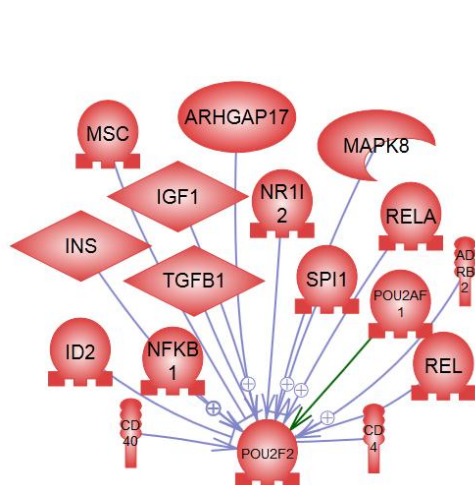 ARHGAP17
MSC
MAPK8
IGF1
NR1I
2
RELA
INS
TGFB1
SPI1
AD
RB
2
POU2AF
1
ID2
NFKB
1
REL
CD
40
CD
4
POU2F2